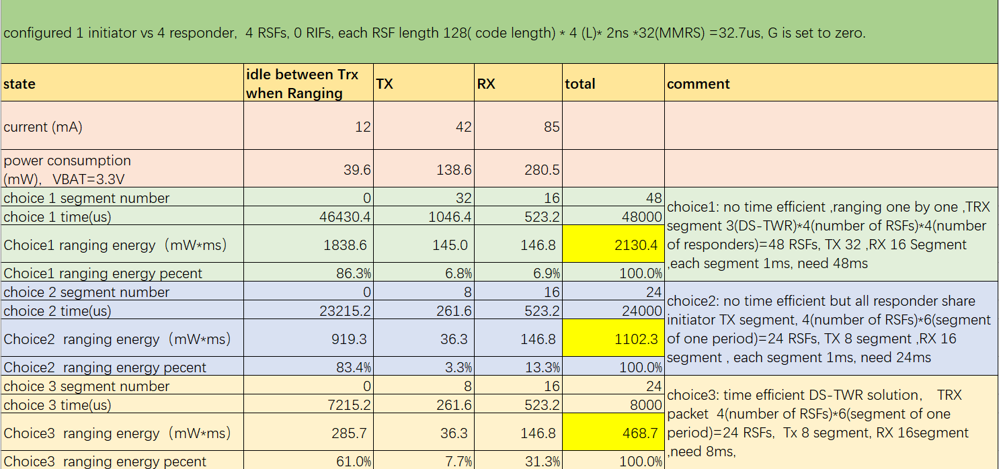 configured 1 initiator vs 4 responder, 4 RSFs, 0 RIFs, each RSF length 128( code length) * 4 (L)* 2ns *32(MMRS) =32.7us, G is set to zero.
state
idle between Trx
when Ranging
TX
RX
total
comment
current (mA)
12
42
85
power consumption
(mW)，VBAT=3.3V
39.6
138.6
280.5
choice 1 segment number
0
32
16
48
choice 1 time(us)
46430.4
1046.4
523.2
48000
Choice1 ranging energy（mW*ms）
1838.6
145.0
146.8
2130.4
Choice1 ranging energy pecent
86.3%
6.8%
6.9%
100.0%
choice1: no time efficient ,ranging one by one ,TRX
segment 3(DS-TWR)*4(number of RSFs)*4(number
of responders)=48 RSFs, TX 32 ,RX 16 Segment
,each segment 1ms, need 48ms
choice 2 segment number
0
8
16
24
choice 2 time(us)
23215.2
261.6
523.2
24000
Choice2 ranging energy（mW*ms）
919.3
36.3
146.8
1102.3
Choice2 ranging energy pecent
83.4%
3.3%
13.3%
100.0%
choice2: no time efficient but all responder share
initiator TX segment, 4(number of RSFs)*6(segment
of one period)=24 RSFs, TX 8 segment ,RX 16
segment , each segment 1ms, need 24ms
choice 3 segment number
0
8
16
24
choice 3 time(us)
7215.2
261.6
523.2
8000
Choice3 ranging energy（mW*ms）
285.7
36.3
146.8
468.7
Choice3 ranging energy pecent
61.0%
7.7%
31.3%
100.0%
choice3: time efficient DS-TWR solution， TRX
packet 4(number of RSFs)*6(segment of one
period)=24 RSFs, Tx 8 segment, RX 16segment
,need 8ms,